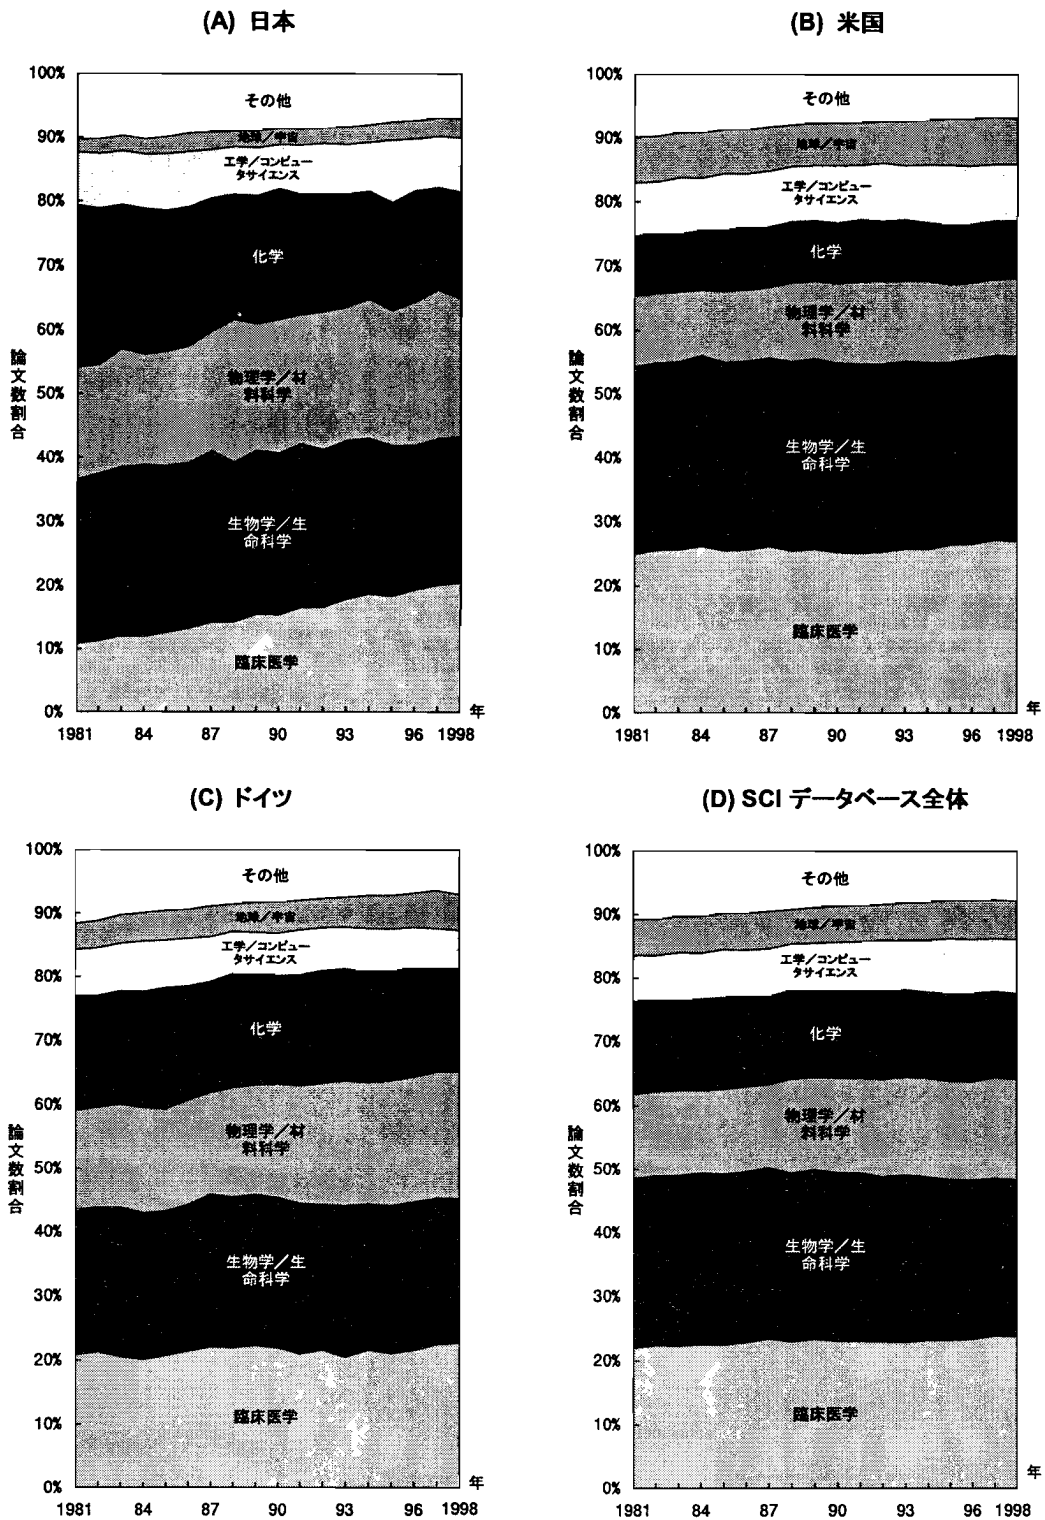 (A) 日本
100%
90%
80%
70%
60%
50%
40%
30%
20%
10%
0%
論文数割合
その他
地球／宇宙
工学／コンピュー
タサイエンス
化学
物理学／材
料科学
生物学／生
命科学
臨床医学
年
1981 84 87 90 93 96 1998
(B) 米国
100%
90%
80%
70%
60%
50%
40%
30%
20%
10%
0%
論文数割合
その他
地球／宇宙
工学／コンピュー
タサイエンス
化学
物理学／材
料科学
生物学／生
命科学
臨床医学
年
1981 84 87 90 93 96 1998
(C) ドイツ
100%
90%
80%
70%
60%
50%
40%
30%
20%
10%
0%
論文数割合
その他
地球／宇宙
工学／コンピュー
タサイエンス
化学
物理学／材
料科学
生物学／生
命科学
臨床医学
年
1981 84 87 90 93 96 1998
(D) SCI データベース全体
100%
90%
80%
70%
60%
50%
40%
30%
20%
10%
0%
論文数割合
その他
地球／宇宙
工学／コンピュー
タサイエンス
化学
物理学／材
料科学
生物学／生
命科学
臨床医学
年
1981 84 87 90 93 96 1998